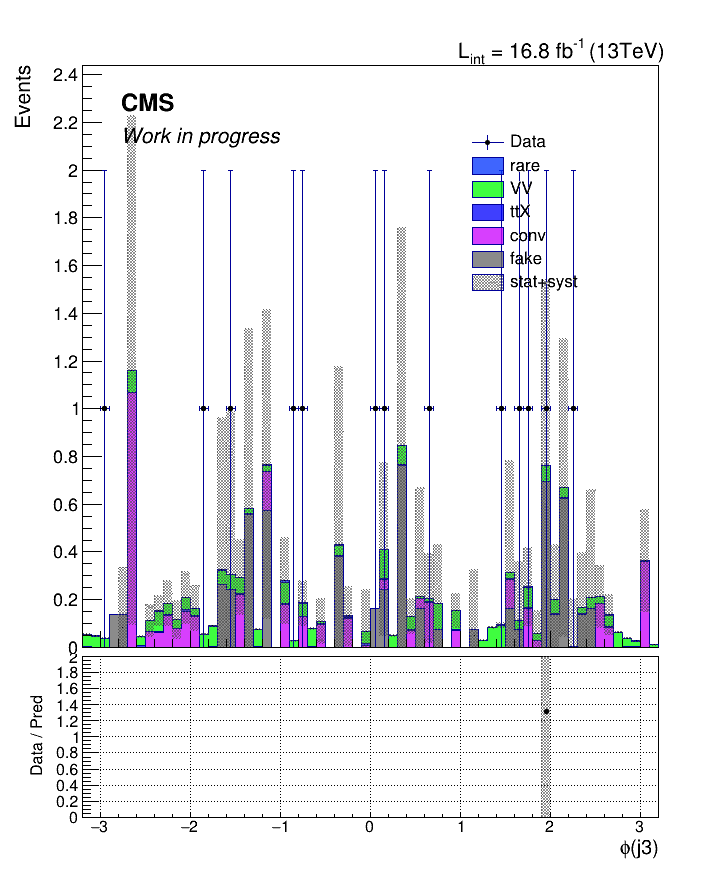 L_int = 16.8 fb^-1 (13TeV)
Events
2.4
CMS
2.2
Work in progress
Data
2
rare
VV
1.8
ttX
conv
1.6
fake
stat+syst
1.4
1.2
1
0.8
0.6
0.4
0.2
0
Data / Pred
2
1.8
1.6
1.4
1.2
1
0.8
0.6
0.4
0.2
0
−3 −2 −1 0 1 2 3
ϕ(j3)